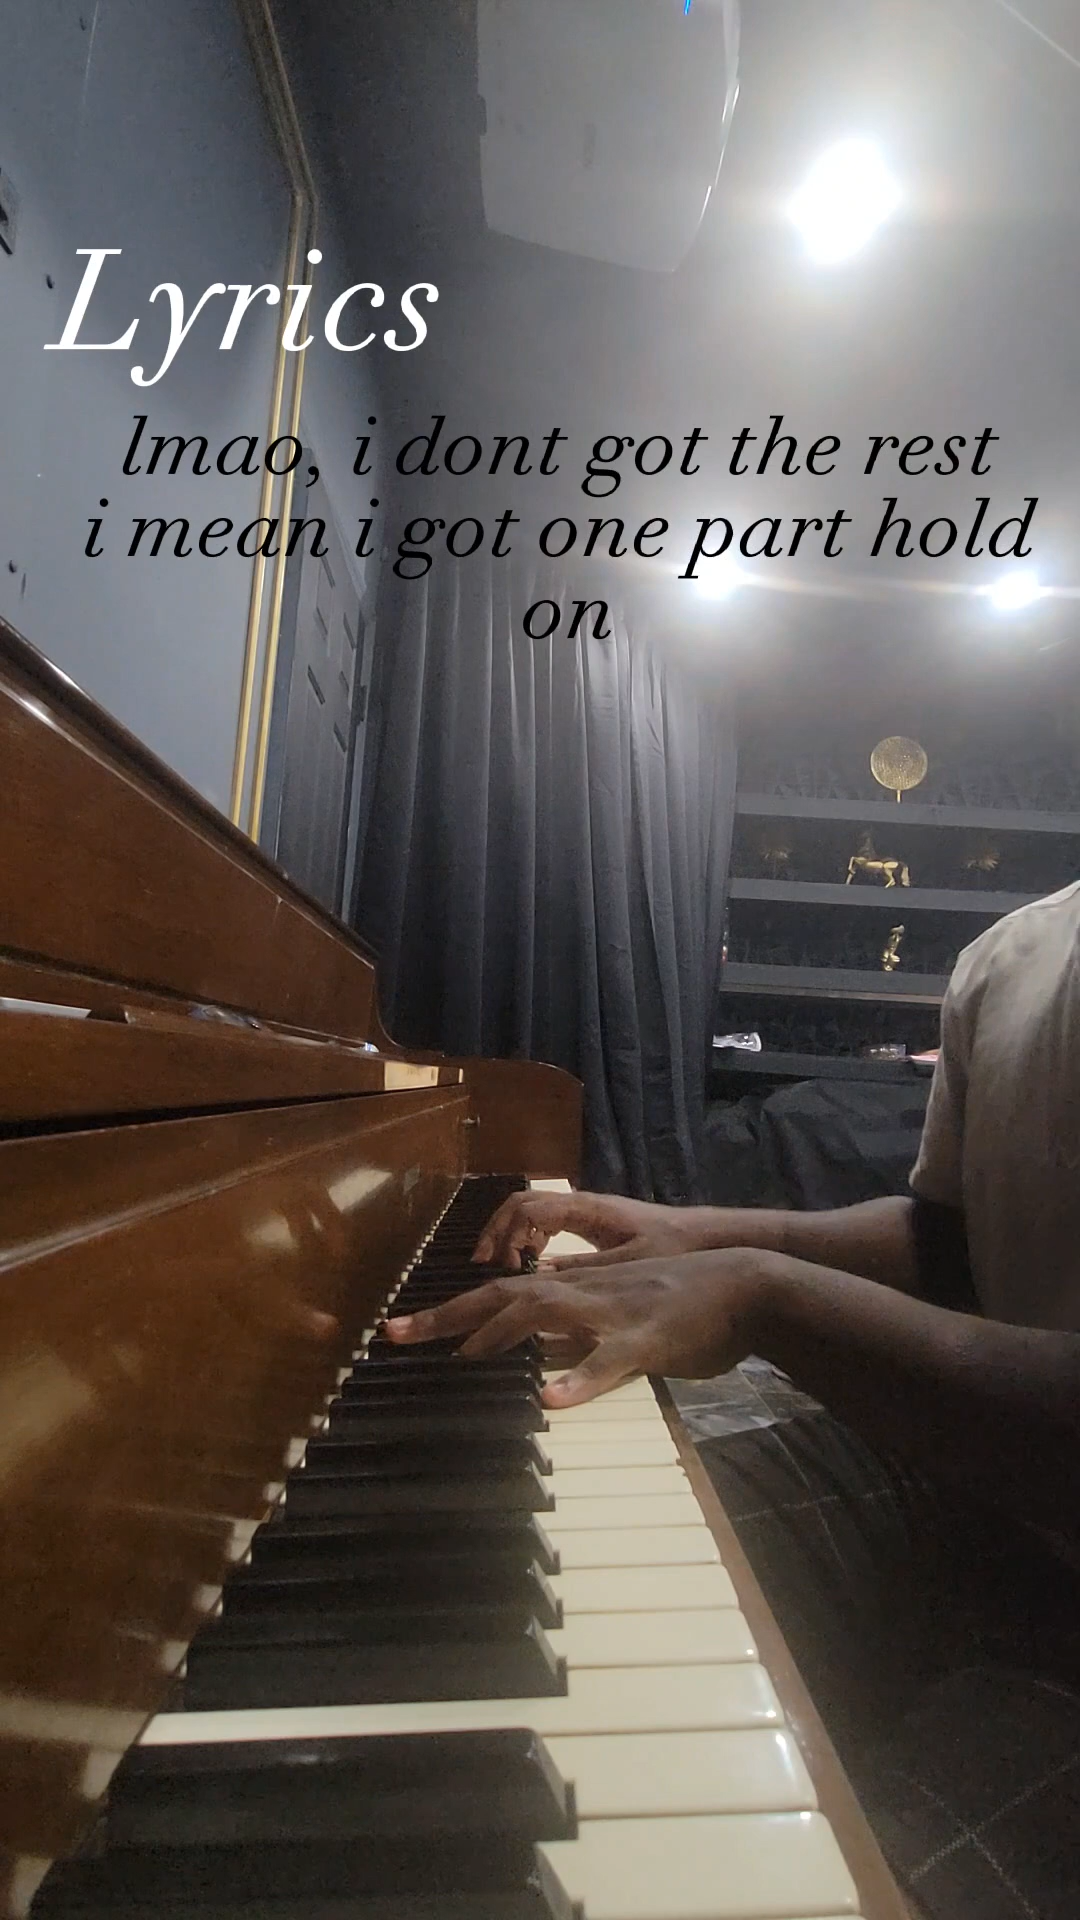 Lyrics
lmao, i dont got the rest
i mean i got one part hold
on